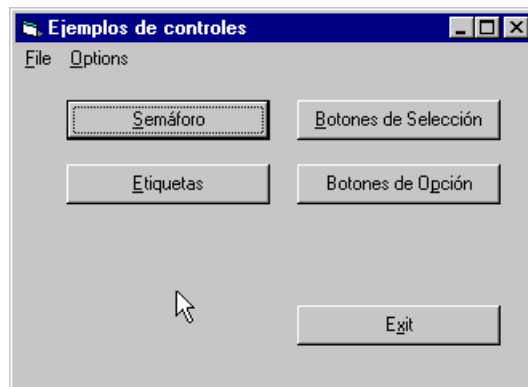 Ejemplos de controles
File Options
Semáforo
Botones de Selección
Etiquetas
Botones de Opción
Exit